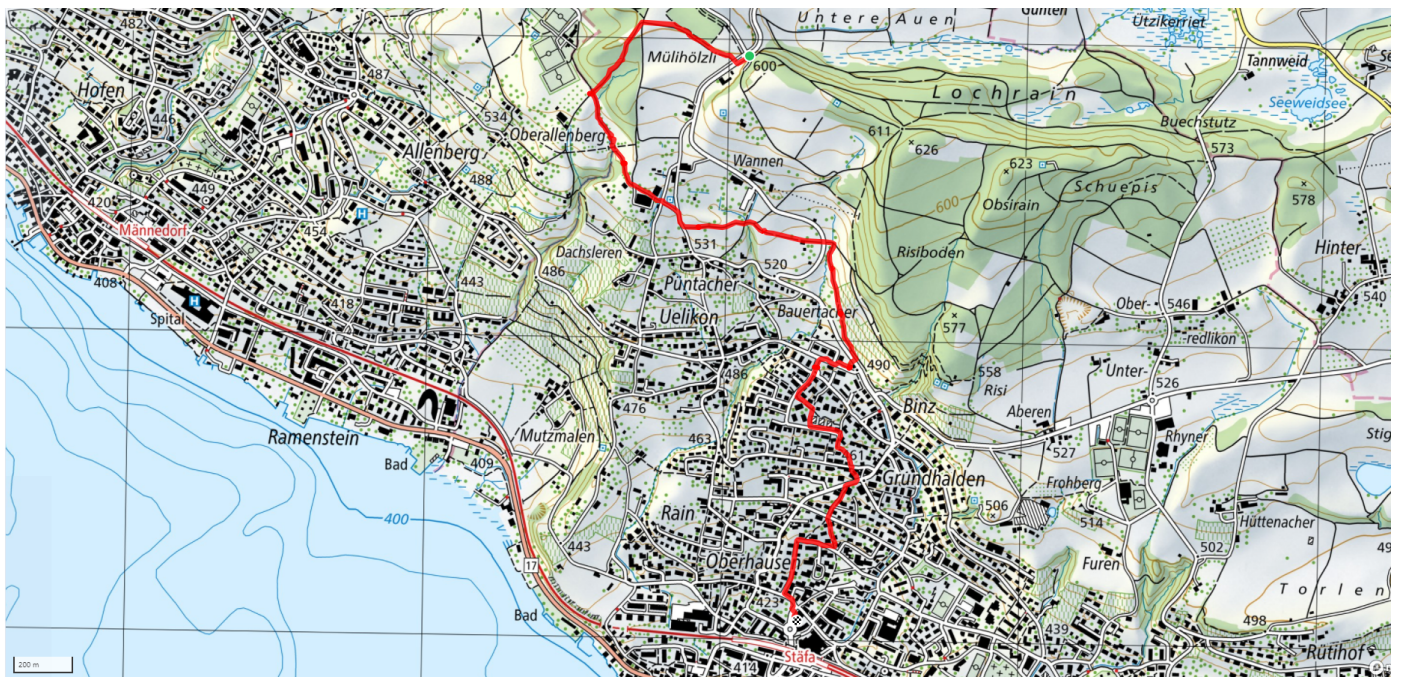 482
Untere Auen
Günten
Ützikerriet
Mülihölzli
600
Tannweid
487
Hofen
446
534
Lochrain
Seeweidsee
Oberallenberg
Buechstutz
Allenberg
611
626
573
Wannen
623
449
488
Schuepis
420
H
Obsirain
600
578
Männedorf
454
531
Hinter-
Dachsleren
Risiboden
486
520
408
443
Püntacher
H
418
Ober-
546
540
Spital
Uelikon
Bauertacher
577
-redlikon
486
490
558
Unter-
Risi
526
476
Binz
Aberen
Ramenstein
Mutzmalen
463
Rhyner
Stig
Bad
409
527
Grundhalden
Frohberg
400
Rain
506
514
Hüttenacher
443
502
Oberhausen
Furen
17
423
Torlen
Bad
439
498
Stäfa
Rütihof
200 m
414